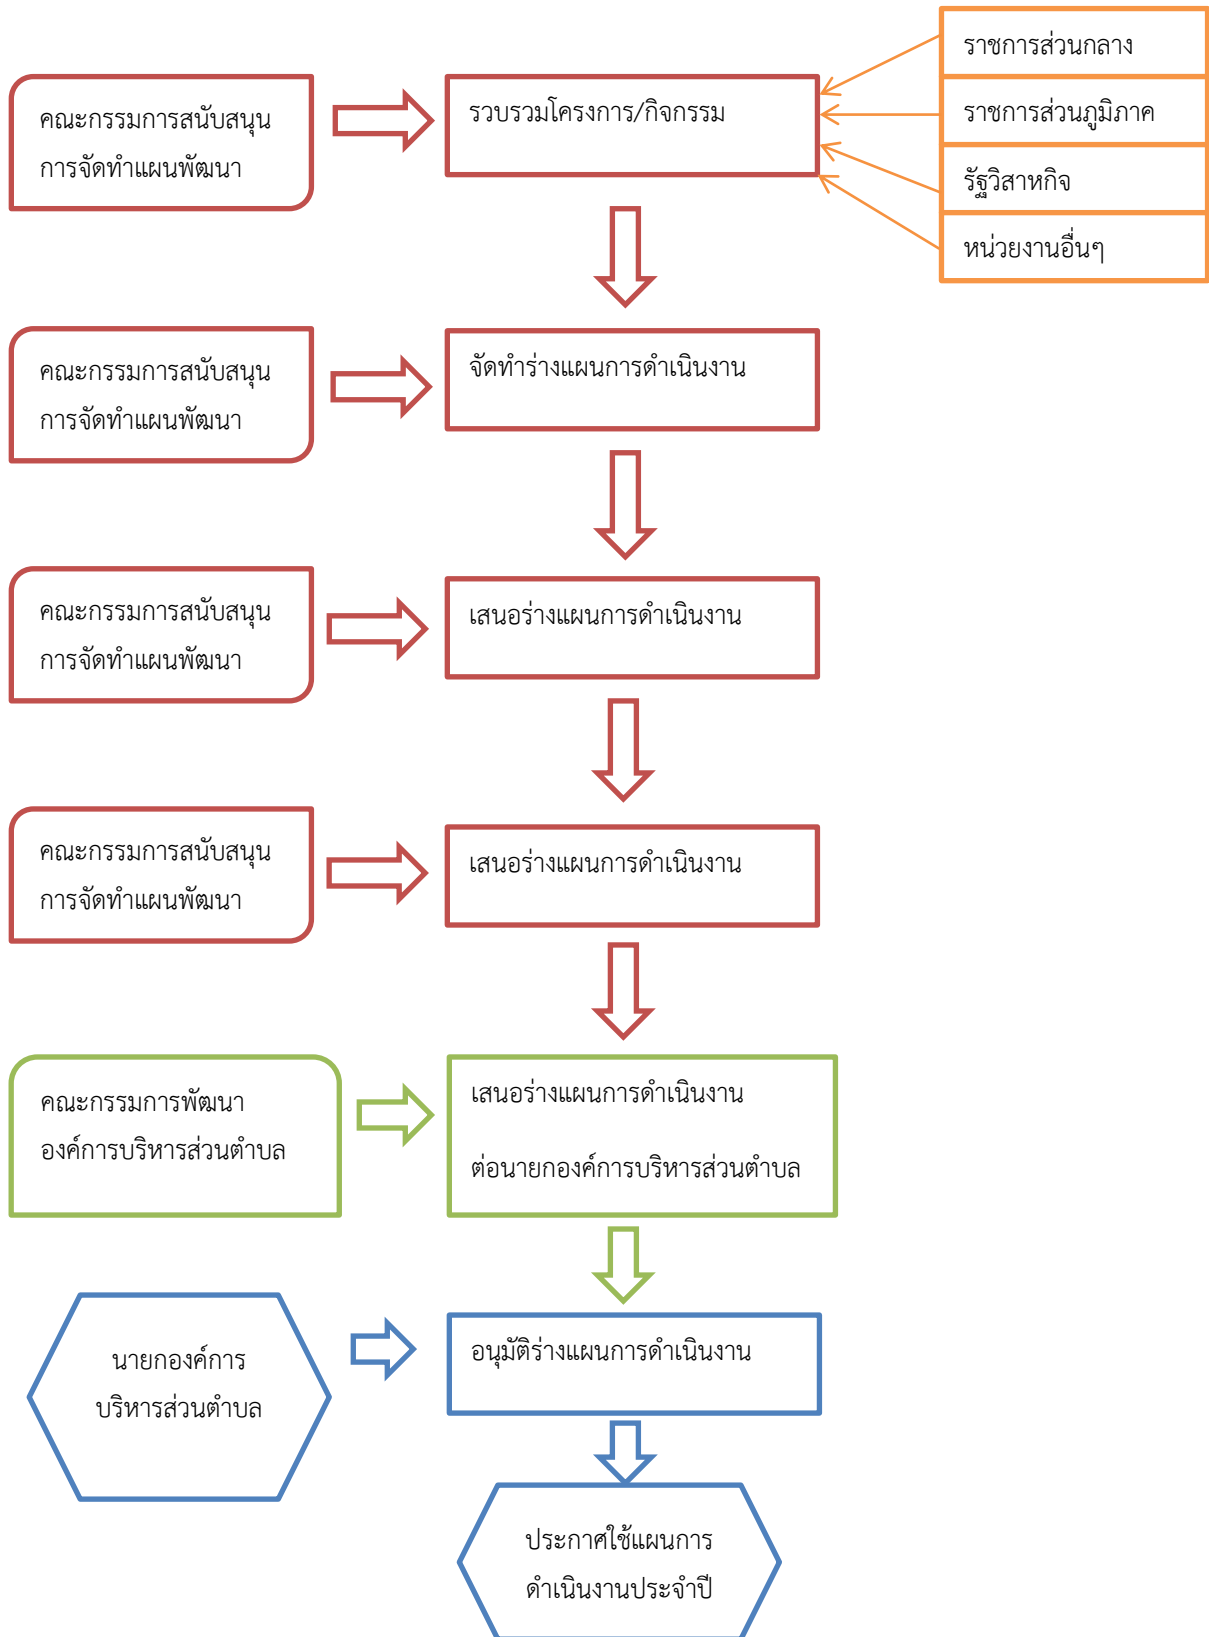 ราชการส่วนกลาง
ราชการส่วนภูมิภาค
รัฐวิสาหกิจ
หน่วยงานอื่นๆ
คณะกรรมการสนับสนุน
การจัดทำแผนพัฒนา
รวบรวมโครงการ/กิจกรรม
คณะกรรมการสนับสนุน
การจัดทำแผนพัฒนา
จัดทำร่างแผนการดำเนินงาน
คณะกรรมการสนับสนุน
การจัดทำแผนพัฒนา
เสนอร่างแผนการดำเนินงาน
คณะกรรมการสนับสนุน
การจัดทำแผนพัฒนา
เสนอร่างแผนการดำเนินงาน
คณะกรรมการพัฒนา
องค์การบริหารส่วนตำบล
เสนอร่างแผนการดำเนินงาน
ต่อนายกองค์การบริหารส่วนตำบล
นายกองค์การ
บริหารส่วนตำบล
อนุมัติร่างแผนการดำเนินงาน
ประกาศใช้แผนการ
ดำเนินงานประจำปี